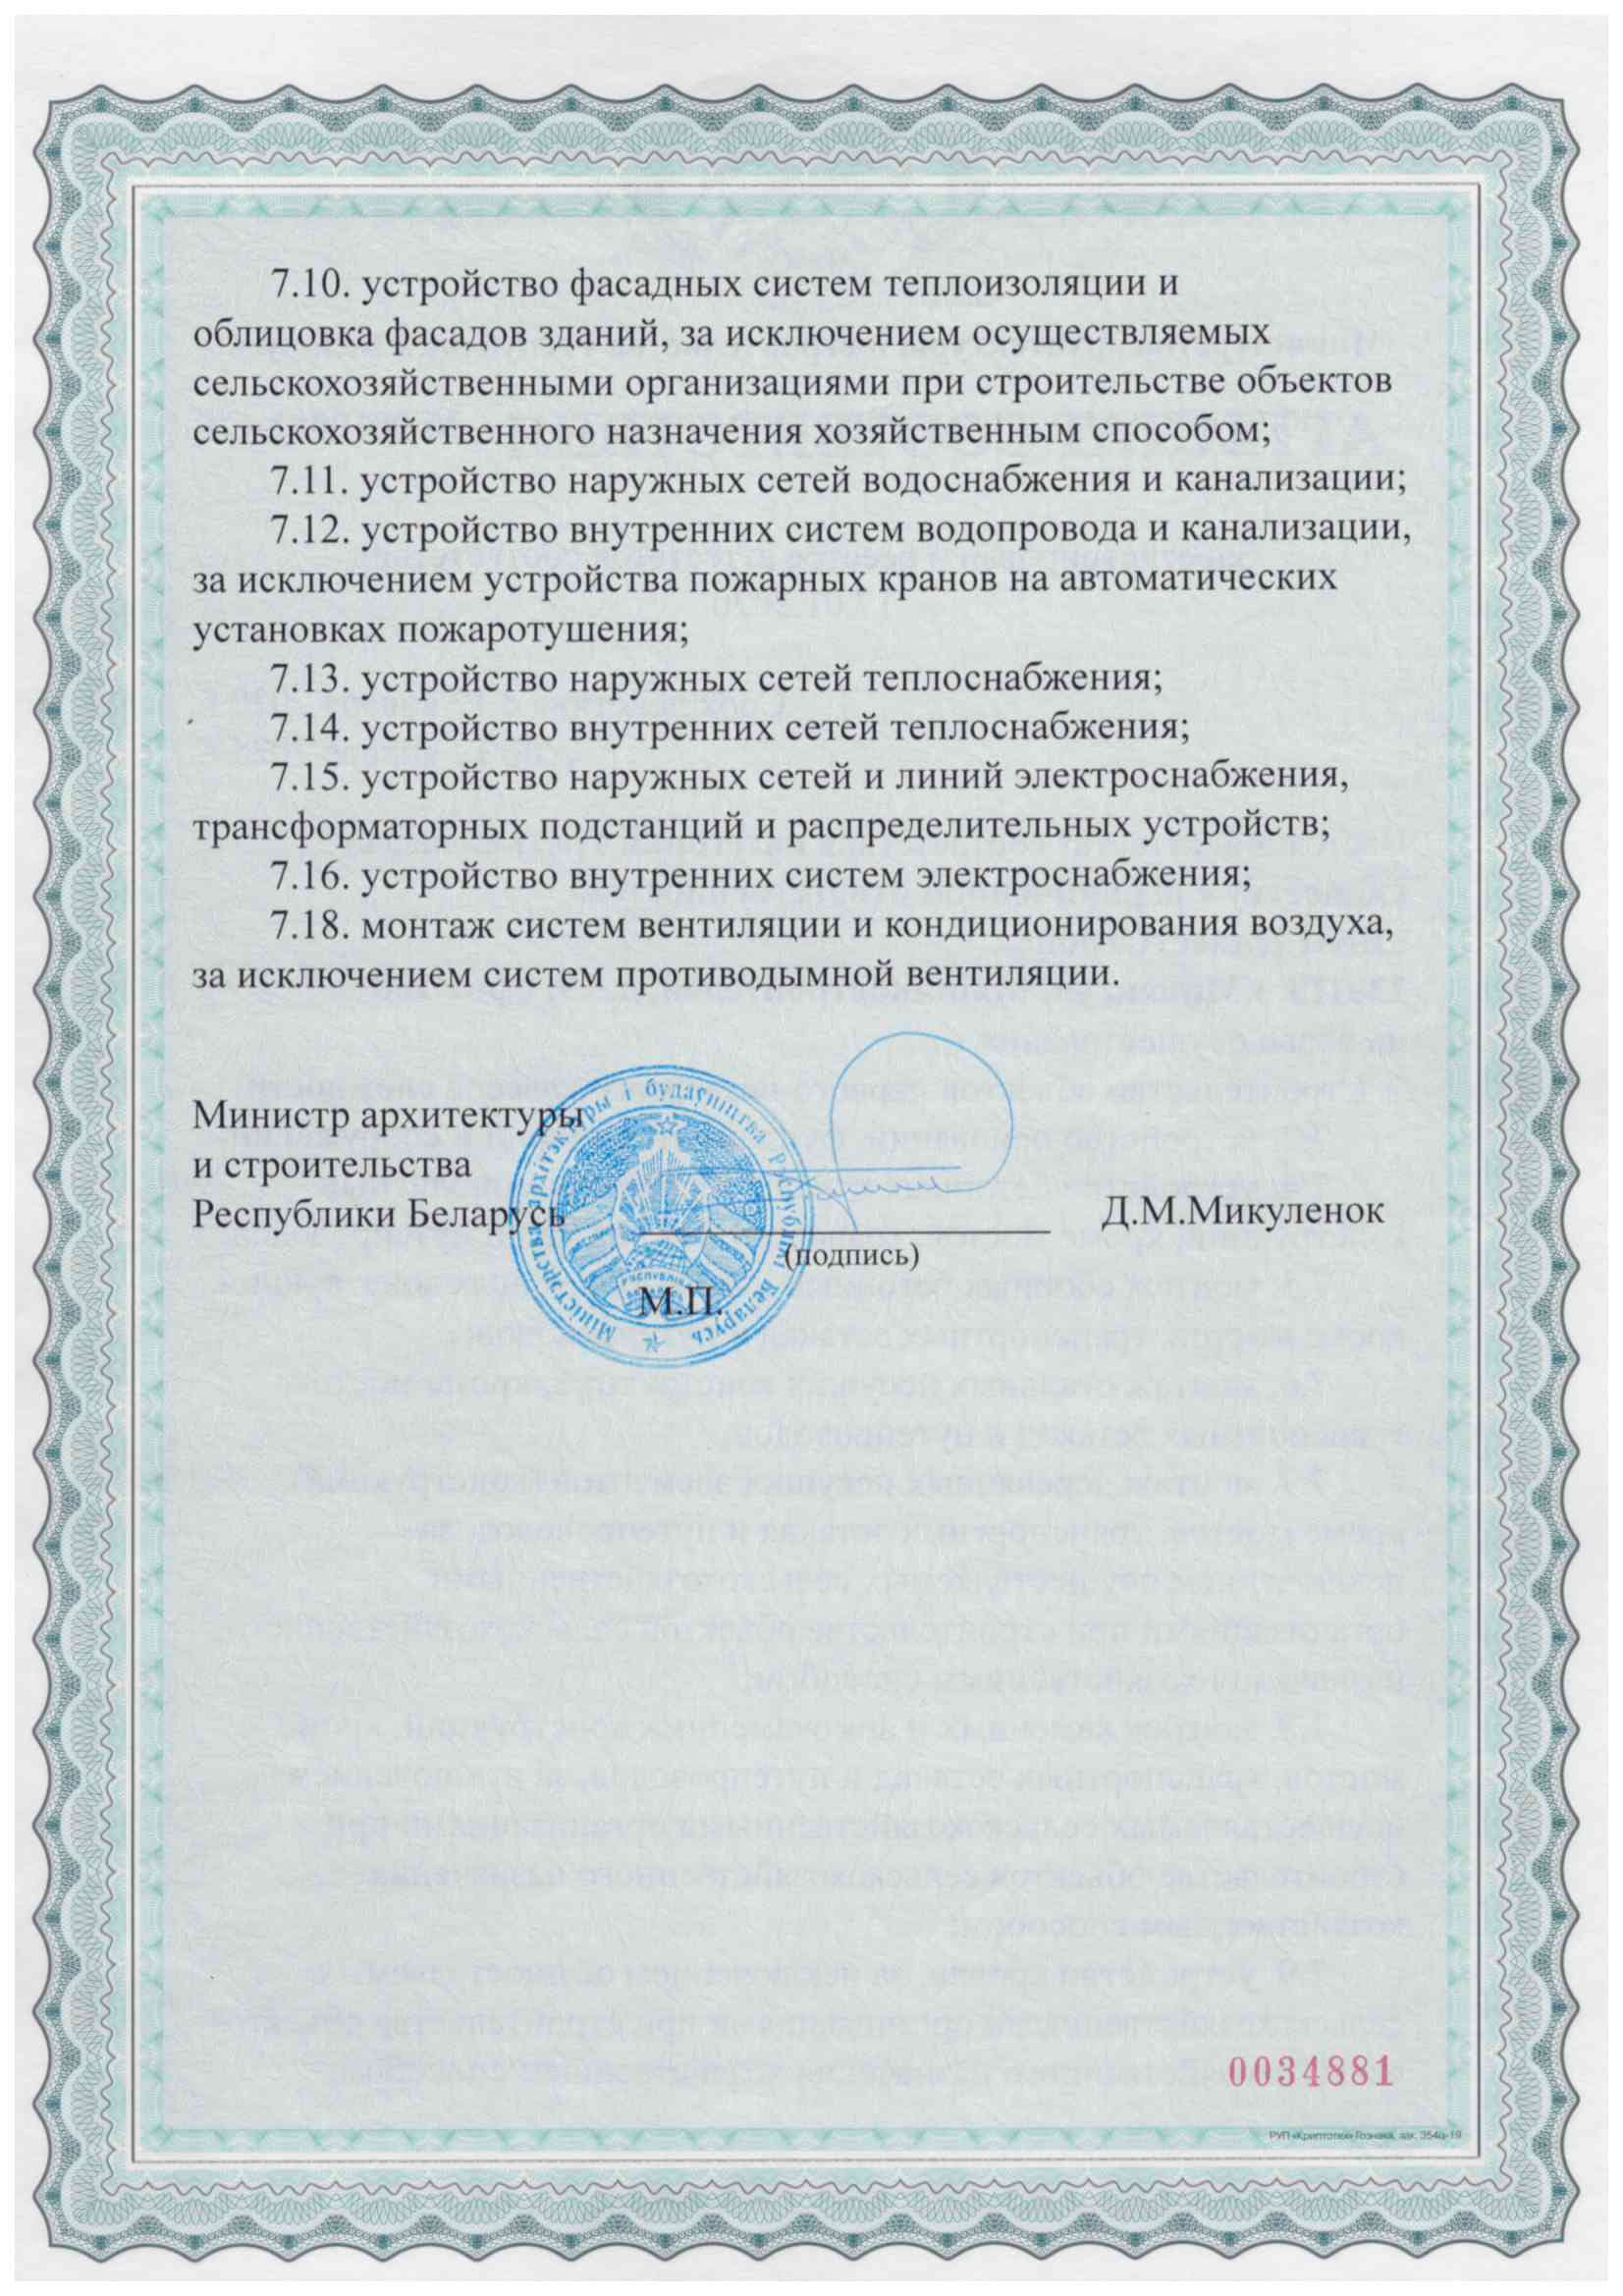 7.10. устройство фасадных систем теплоизоляции и
облицовка фасадов зданий, за исключением осуществляемых
сельскохозяйственными организациями при строительстве объектов
сельскохозяйственного назначения хозяйственным способом;
7.11. устройство наружных сетей водоснабжения и канализации;
7.12. устройство внутренних систем водопровода и канализации,
за исключением устройства пожарных кранов на автоматических
установках пожаротушения;
7.13. устройство наружных сетей теплоснабжения;
7.14. устройство внутренних сетей теплоснабжения;
7.15. устройство наружных сетей и линий электроснабжения,
трансформаторных подстанций и распределительных устройств;
7.16. устройство внутренних систем электроснабжения;
7.18. монтаж систем вентиляции и кондиционирования воздуха,
за исключением систем противодымной вентиляции.
Министр архитектуры
и строительства
Республики Беларусь
Д.М.Микуленок
(подпись)
М.П.
Міністэрства архітэктуры і будаўніцтва Рэспублікі Беларусь
0034881
РУП «Криптотех» Гознака, зак. 354ц-19